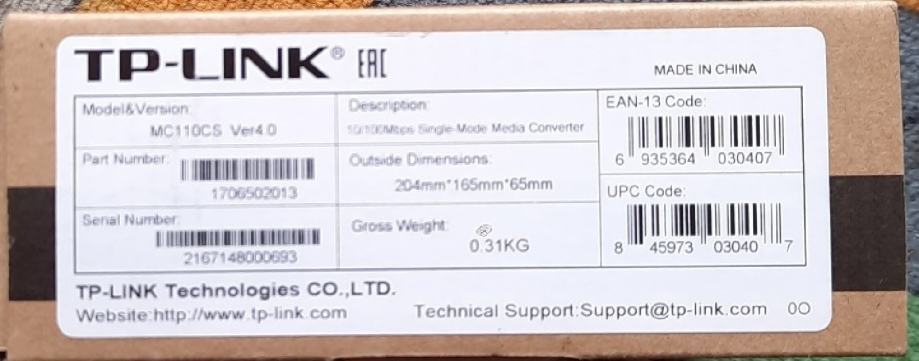 TP-LINK® EAC
MADE IN CHINA
Model&Version:
MC110CS Ver4.0
Description:
10/100Mbps Single-Mode Media Converter
EAN-13 Code:
6 935364 030407
Part Number:
1706502013
Outside Dimensions:
204mm*165mm*65mm
UPC Code:
8 45973 03040 7
Serial Number:
2167148000693
Gross Weight:
0.31KG
TP-LINK Technologies CO.,LTD.
Website:http://www.tp-link.com
Technical Support:Support@tp-link.com 00